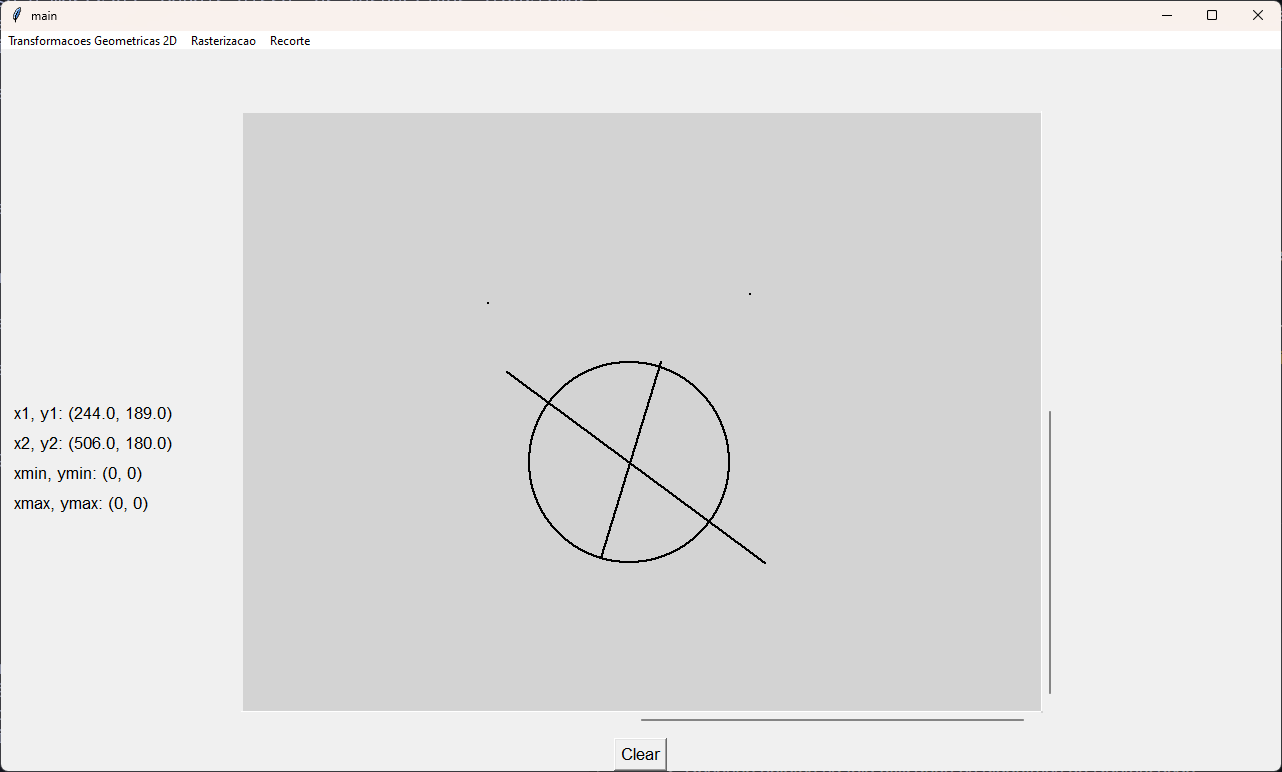 main
Transformacoes Geometricas 2D Rasterizacao Recorte
x1, y1: (244.0, 189.0)
x2, y2: (506.0, 180.0)
xmin, ymin: (0, 0)
xmax, ymax: (0, 0)
Clear